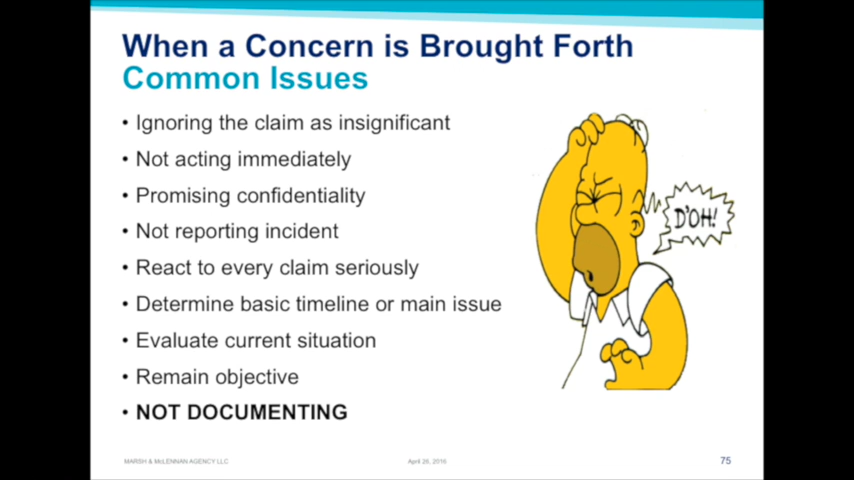 When a Concern is Brought Forth
Common Issues
• Ignoring the claim as insignificant
• Not acting immediately
• Promising confidentiality
• Not reporting incident
• React to every claim seriously
• Determine basic timeline or main issue
• Evaluate current situation
• Remain objective
• NOT DOCUMENTING
D'OH!
MARSH & McLENNAN AGENCY LLC
April 26, 2016
75